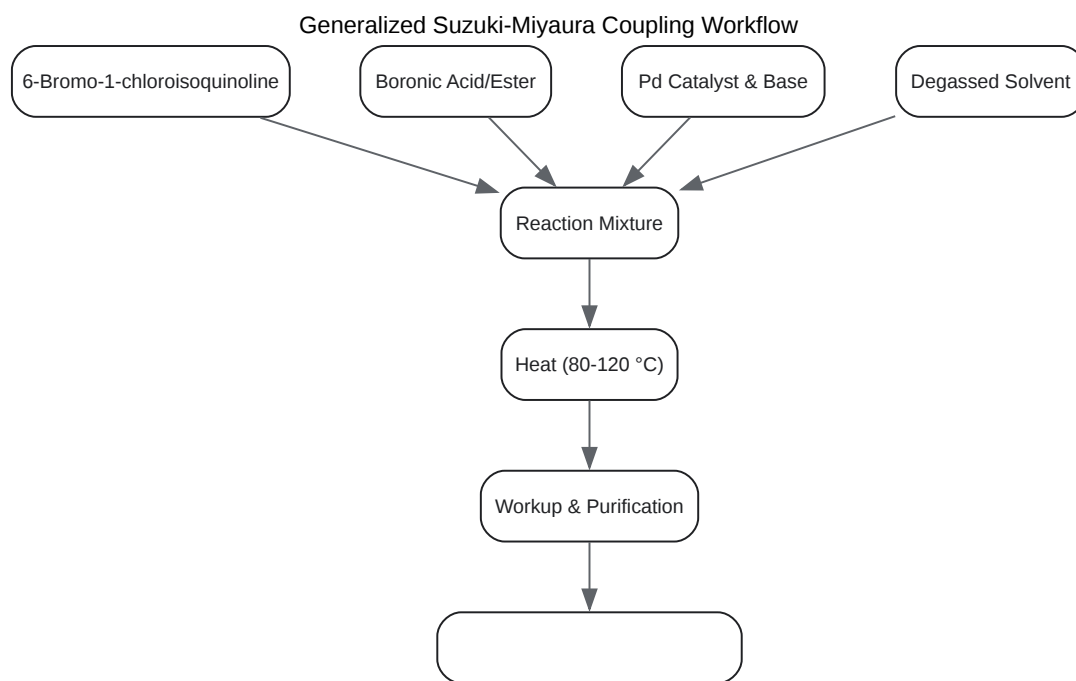 Generalized Suzuki-Miyaura Coupling Workflow
6-Bromo-1-chloroisoquinoline
Boronic Acid/Ester
Pd Catalyst & Base
Degassed Solvent
Reaction Mixture
Heat (80-120 °C)
Workup & Purification